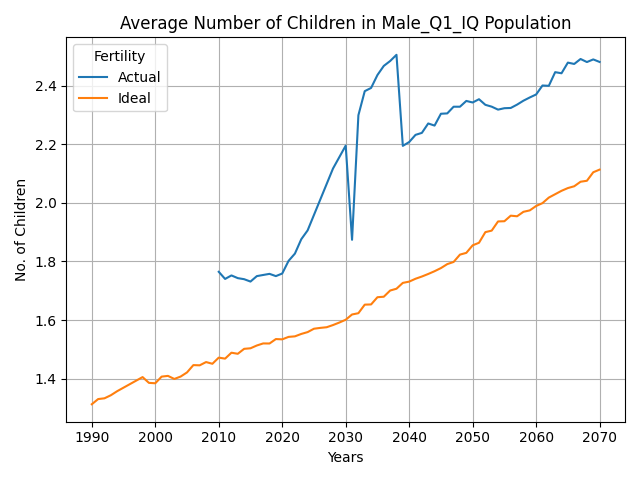 Average Number of Children in Male_Q1_IQ Population
Fertility
Actual
Ideal
No. of Children
2.4
2.2
2.0
1.8
1.6
1.4
1990 2000 2010 2020 2030 2040 2050 2060 2070
Years